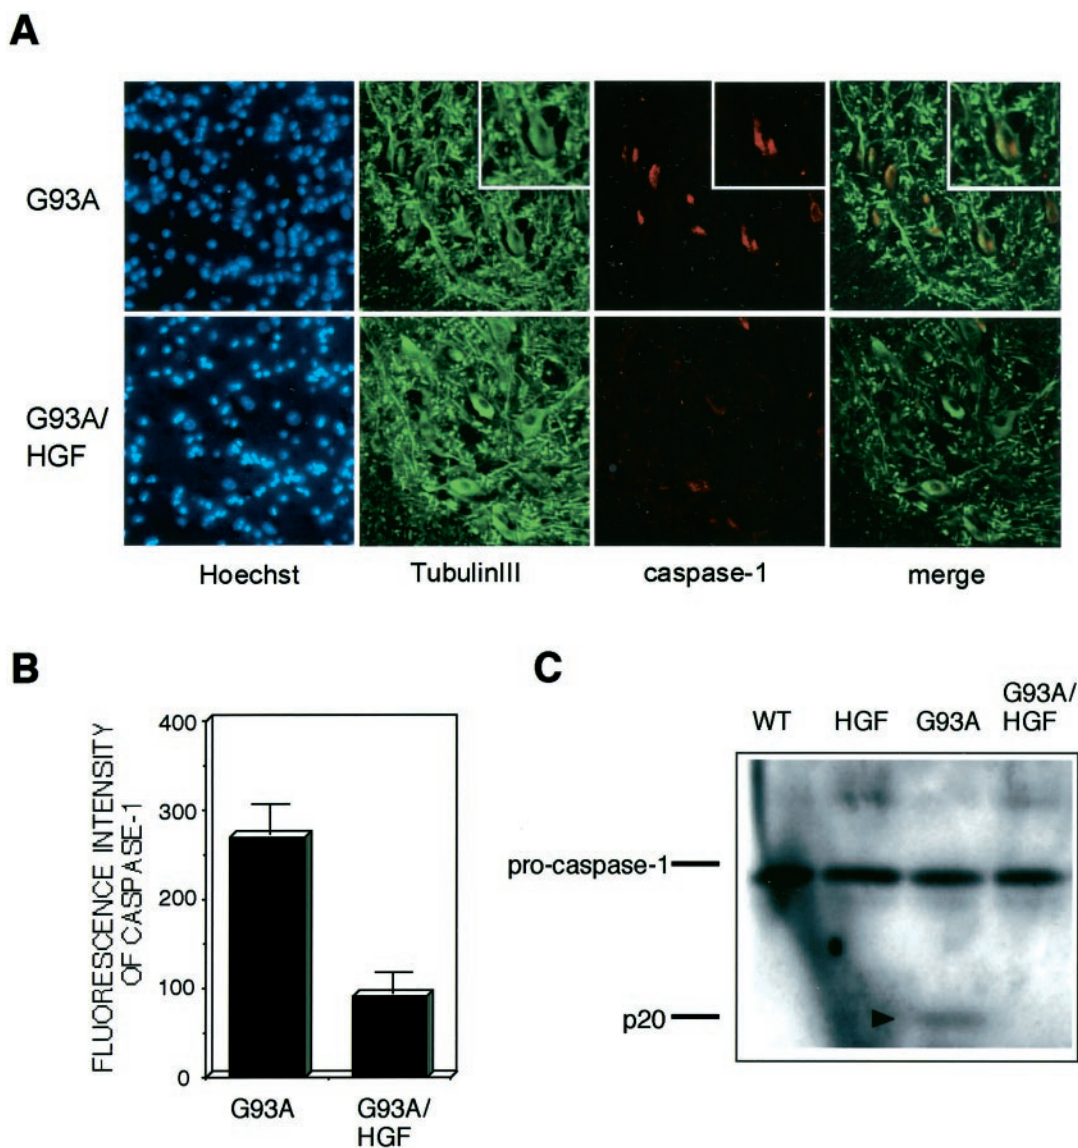 A
G93A
G93A/
HGF
Hoechst
TubulinIII
caspase-1
merge
B
FLUORESCENCE INTENSITY
OF CASPASE-1
400
300
200
100
0
G93A
G93A/
HGF
C
WT
HGF
G93A
G93A/
HGF
pro-caspase-1
p20